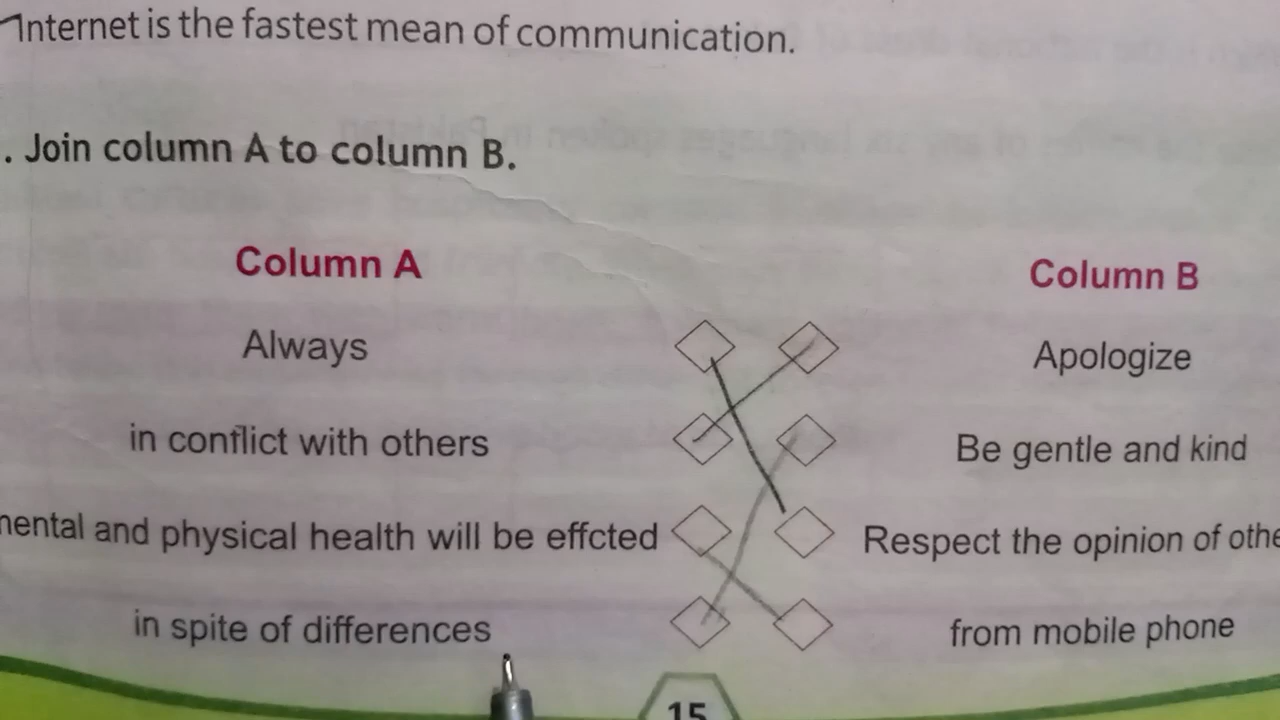 Internet is the fastest mean of communication.
. Join column A to column B.
Column A Column B
Always Apologize
in conflict with others Be gentle and kind
mental and physical health will be effcted Respect the opinion of othe
in spite of differences from mobile phone
15